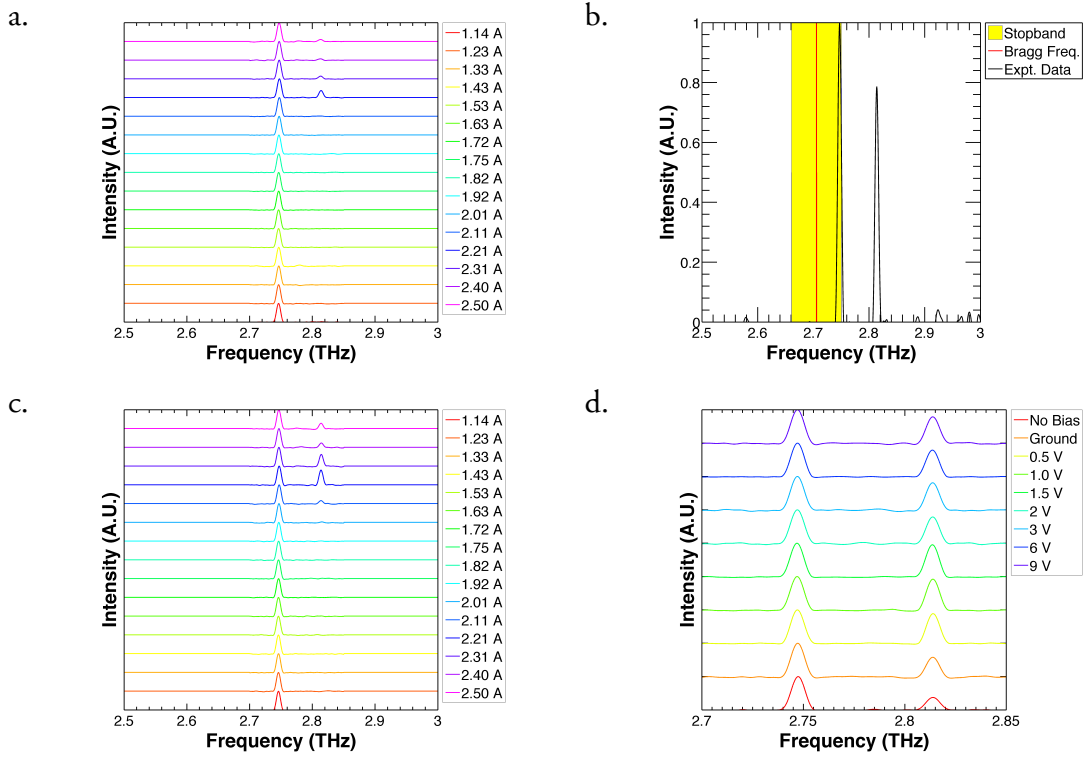 a.
Intensity (A.U.)
2.5 2.6 2.7 2.8 2.9 3
Frequency (THz)
1.14 A
1.23 A
1.33 A
1.43 A
1.53 A
1.63 A
1.72 A
1.75 A
1.82 A
1.92 A
2.01 A
2.11 A
2.21 A
2.31 A
2.40 A
2.50 A
b.
Intensity (A.U.)
1
0.8
0.6
0.4
0.2
0
2.5 2.6 2.7 2.8 2.9 3
Frequency (THz)
Stopband
Bragg Freq.
Expt. Data
c.
Intensity (A.U.)
2.5 2.6 2.7 2.8 2.9 3
Frequency (THz)
1.14 A
1.23 A
1.33 A
1.43 A
1.53 A
1.63 A
1.72 A
1.75 A
1.82 A
1.92 A
2.01 A
2.11 A
2.21 A
2.31 A
2.40 A
2.50 A
d.
Intensity (A.U.)
2.7 2.75 2.8 2.85
Frequency (THz)
No Bias
Ground
0.5 V
1.0 V
1.5 V
2 V
3 V
6 V
9 V